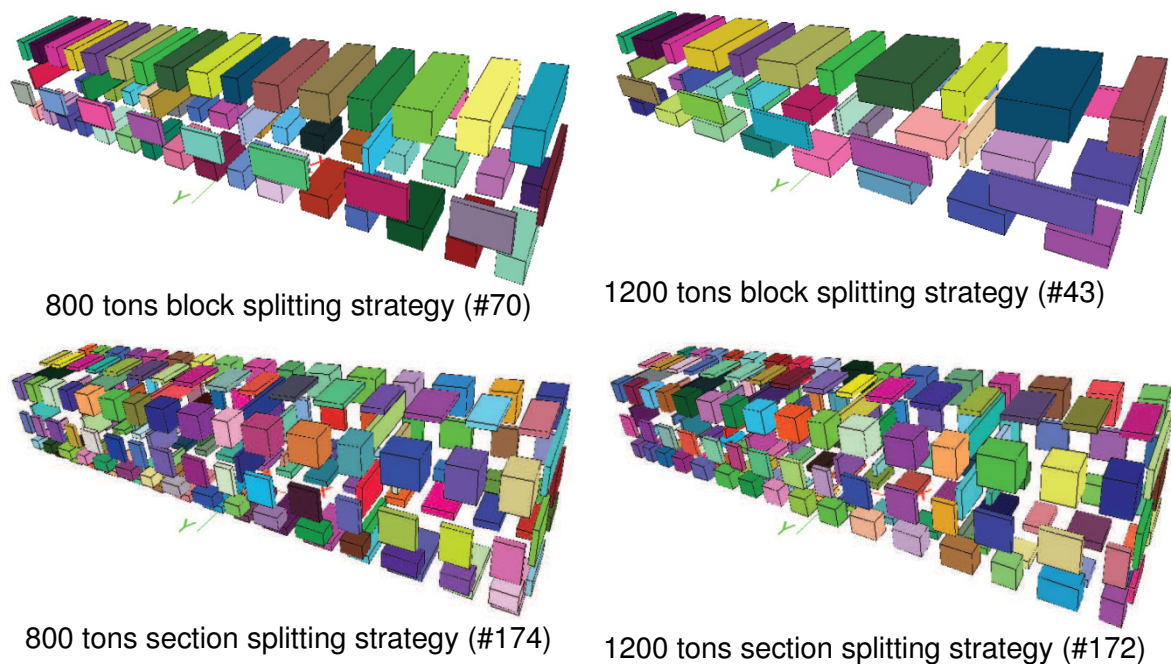 Y
X
Y
800 tons block splitting strategy (#70)
1200 tons block splitting strategy (#43)
Y
X
Y
X
800 tons section splitting strategy (#174)
1200 tons section splitting strategy (#172)